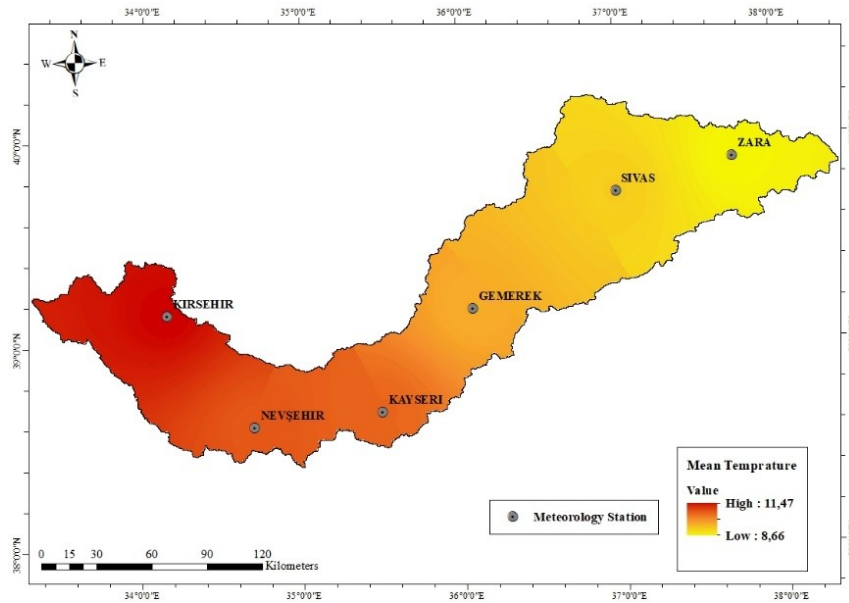 34°0'0"E 35°0'0"E 36°0'0"E 37°0'0"E 38°0'0"E
N
W E
S
40°0'0"N
ZARA
SIVAS
GEMEREK
KIRSEHIR
39°0'0"N
KAYSERI
NEVŞEHIR
Mean Temprature
Value
High : 11,47
Low : 8,66
Meteorology Station
38°0'0"N
0 15 30 60 90 120
Kilometers
34°0'0"E 35°0'0"E 36°0'0"E 37°0'0"E 38°0'0"E